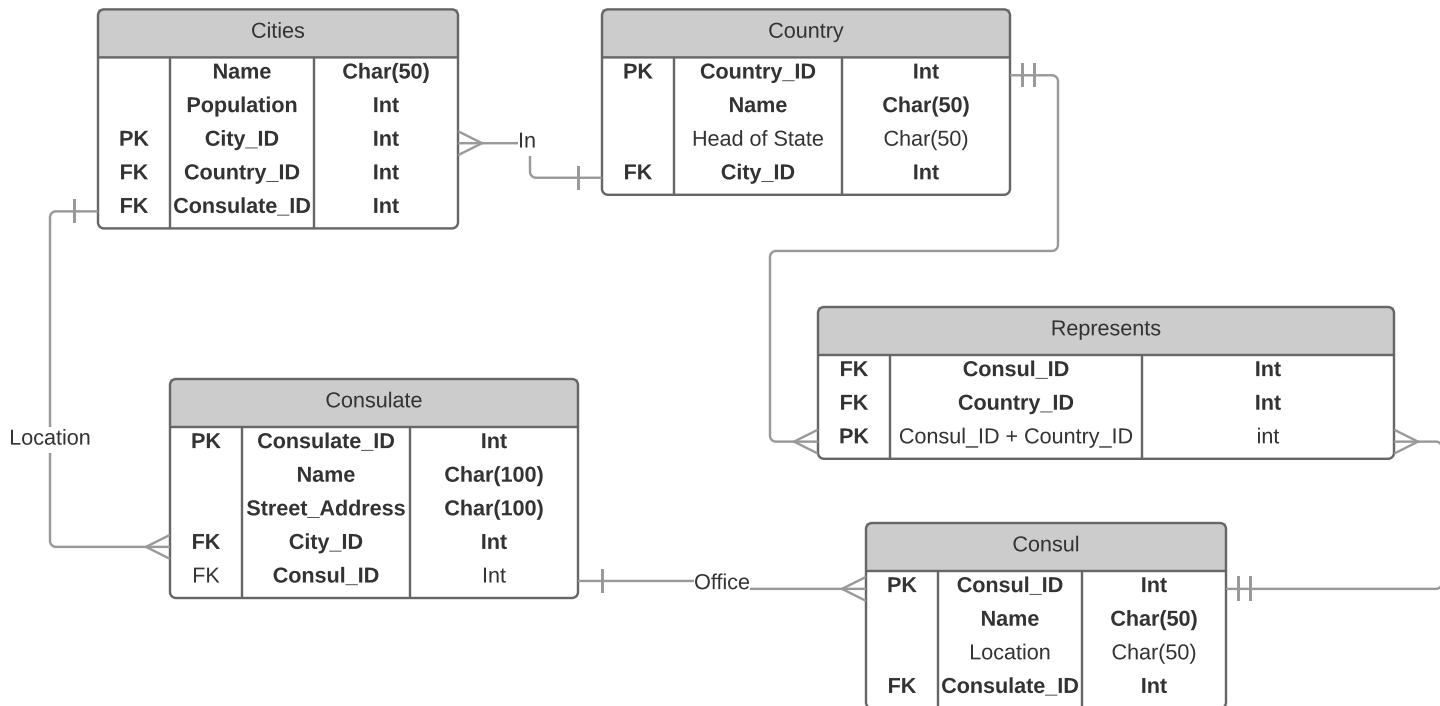 Cities
Name Char(50)
Population Int
PK City_ID Int
FK Country_ID Int
FK Consulate_ID Int
In
Country
PK Country_ID Int
Name Char(50)
Head of State Char(50)
FK City_ID Int
Represents
FK Consul_ID Int
FK Country_ID Int
PK Consul_ID + Country_ID int
Location
Consulate
PK Consulate_ID Int
Name Char(100)
Street_Address Char(100)
FK City_ID Int
FK Consul_ID Int
Office
Consul
PK Consul_ID Int
Name Char(50)
Location Char(50)
FK Consulate_ID Int